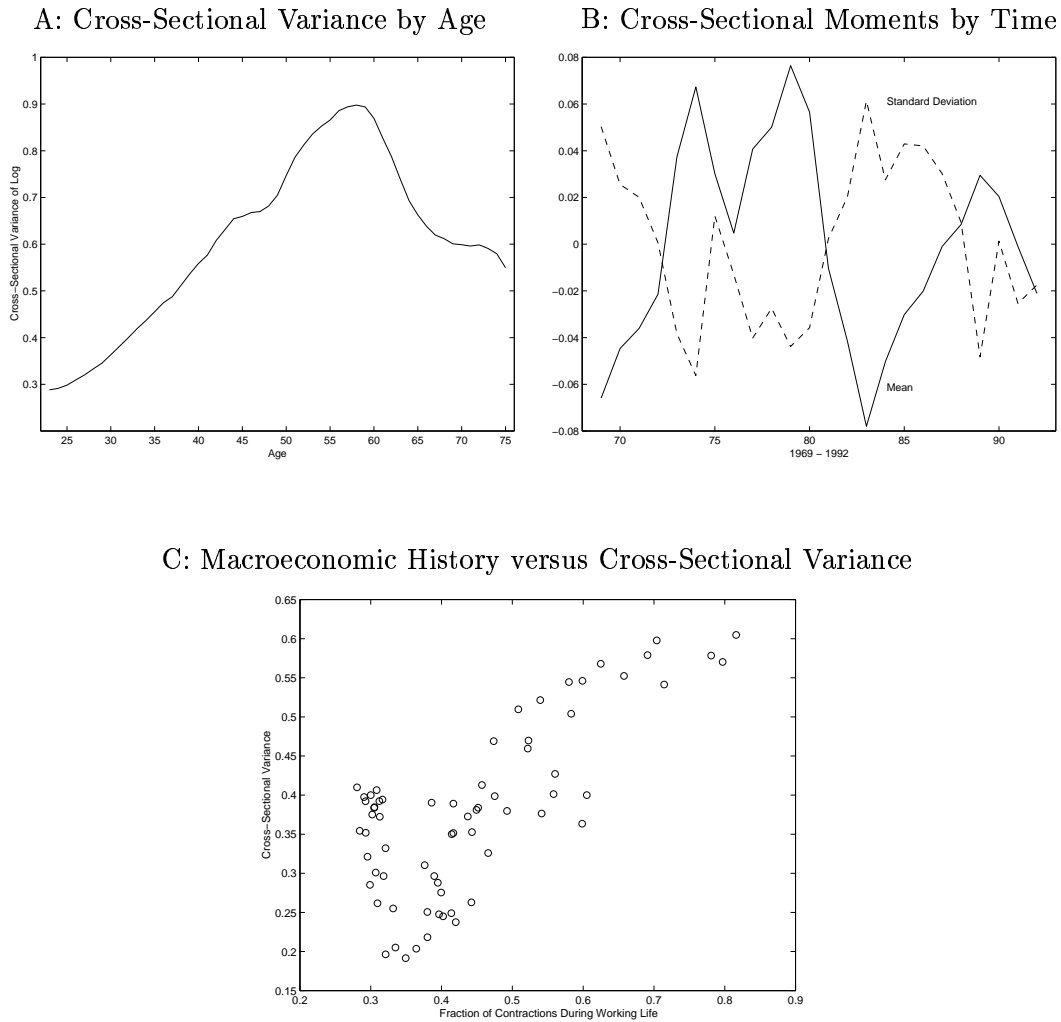 A: Cross-Sectional Variance by Age
1
0.9
0.8
0.7
0.6
0.5
0.4
0.3
Cross−Sectional Variance of Log
25 30 35 40 45 50 55 60 65 70 75
Age
B: Cross-Sectional Moments by Time
0.08
0.06
0.04
0.02
0
−0.02
−0.04
−0.06
−0.08
Standard Deviation
Mean
70 75 80 85 90
1969 − 1992
C: Macroeconomic History versus Cross-Sectional Variance
0.65
0.6
0.55
0.5
0.45
0.4
0.35
0.3
0.25
0.2
0.15
Cross−Sectional Variance
0.2 0.3 0.4 0.5 0.6 0.7 0.8 0.9
Fraction of Contractions During Working Life